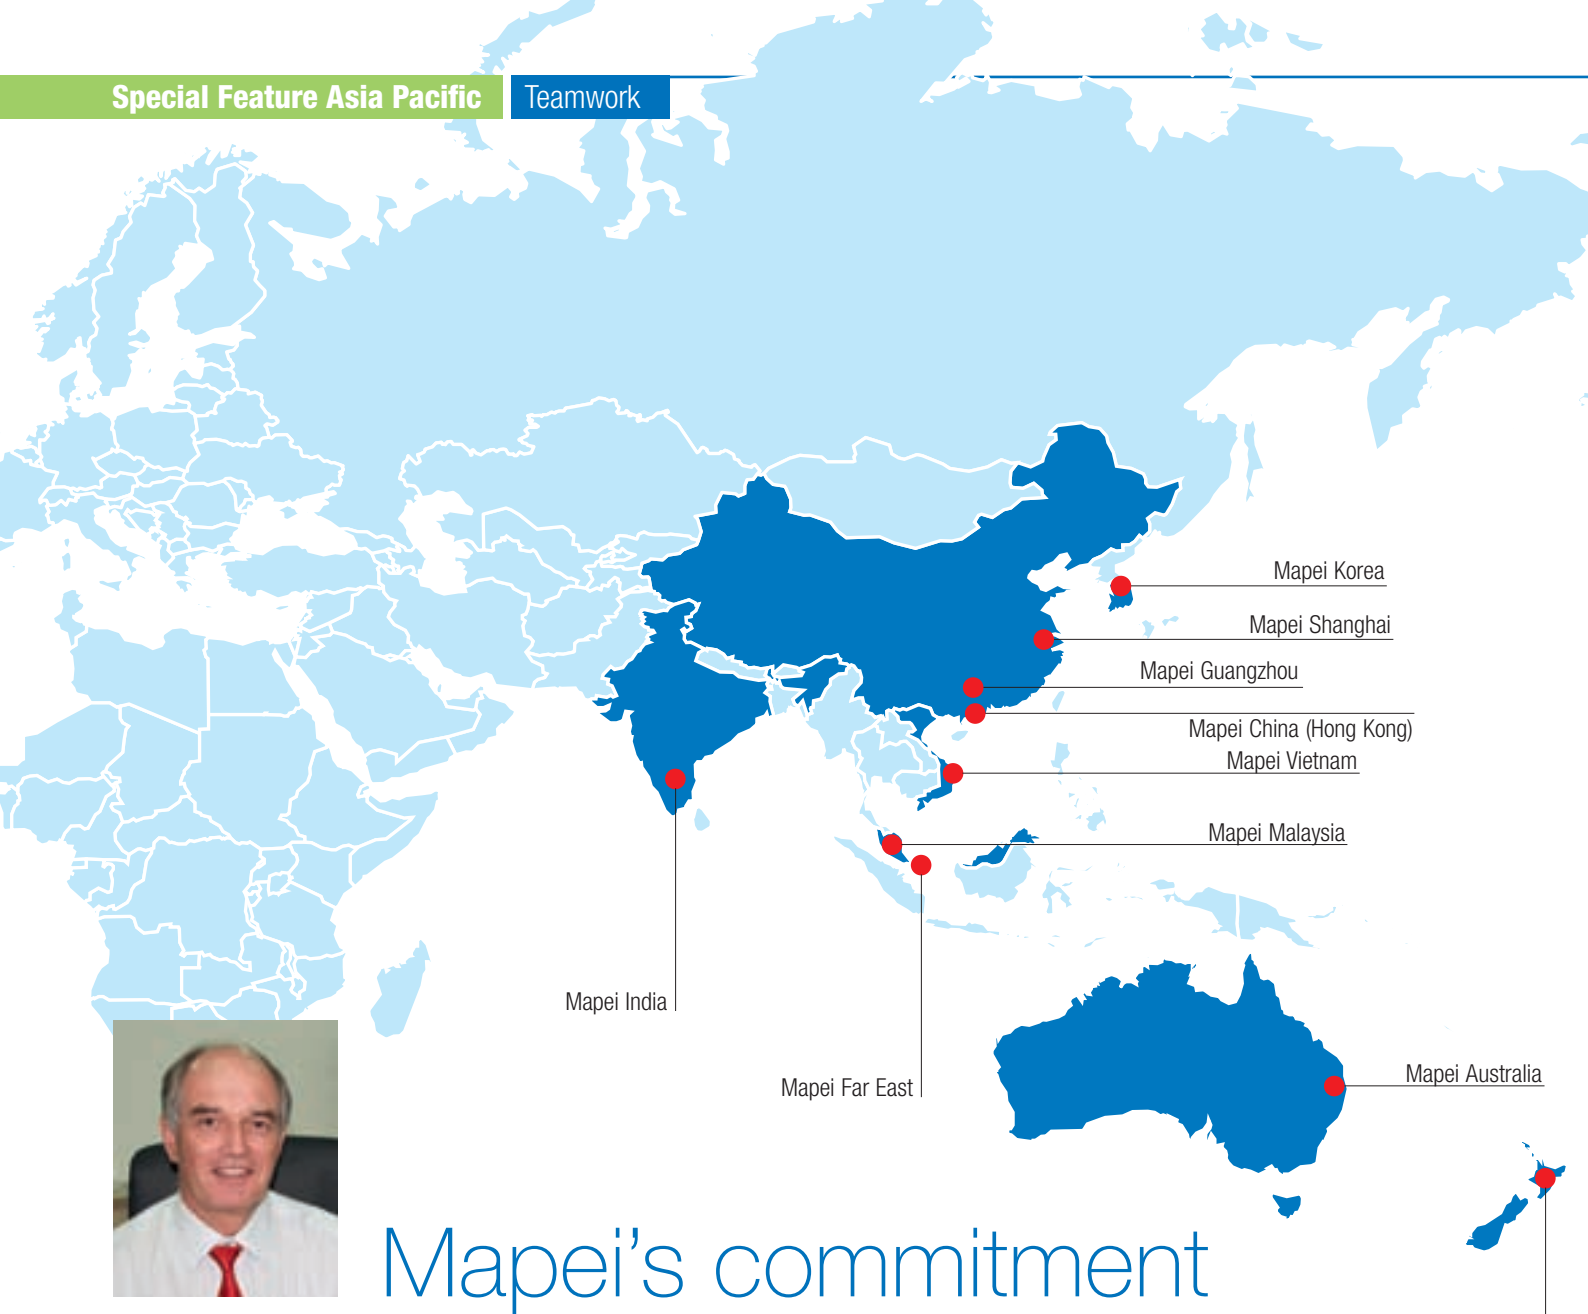 Special Feature Asia Pacific Teamwork
Mapei Korea
Mapei Shanghai
Mapei Guangzhou
Mapei China (Hong Kong)
Mapei Vietnam
Mapei Malaysia
Mapei India
Mapei Far East
Mapei Australia
Mapei’s commitment